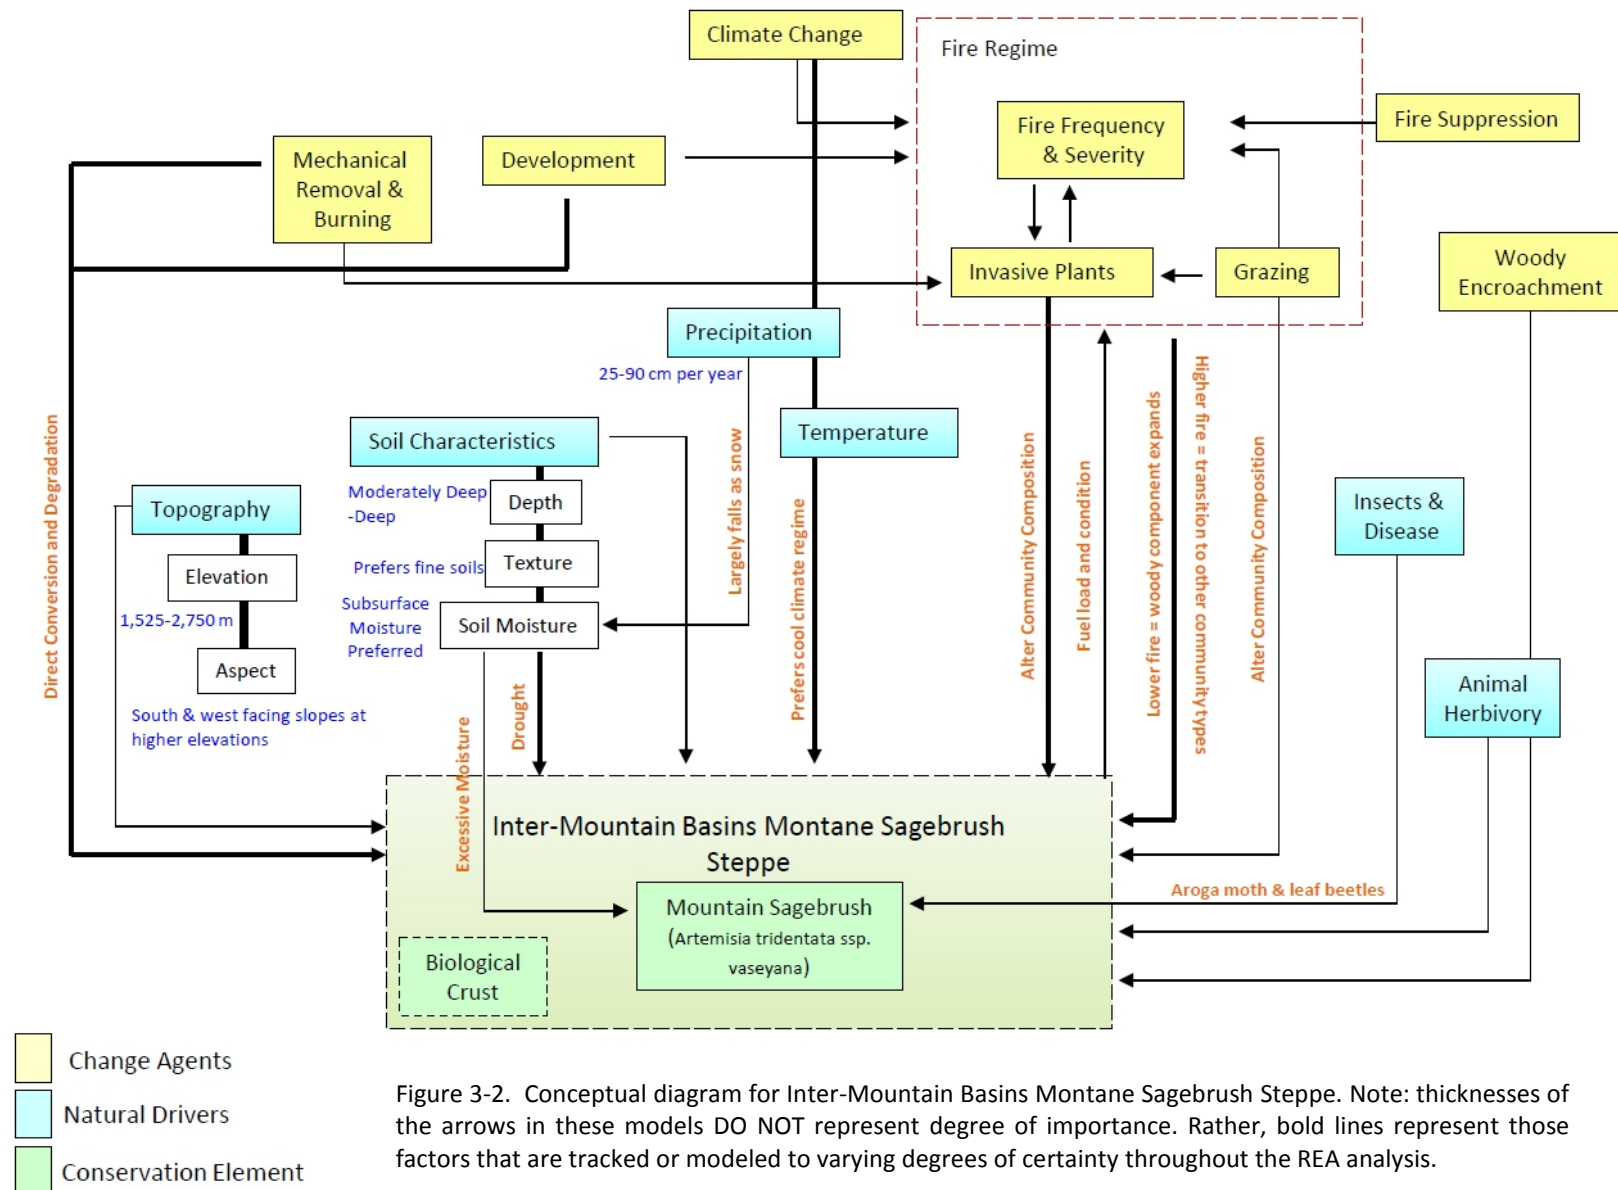 Climate Change
Fire Regime
Fire Frequency
& Severity
Fire Suppression
Mechanical
Removal &
Burning
Development
Invasive Plants
Grazing
Woody
Encroachment
Precipitation
25-90 cm per year
Temperature
Soil Characteristics
Moderately Deep
-Deep
Depth
Prefers fine soils
Texture
Subsurface
Moisture
Preferred
Soil Moisture
Topography
Elevation
1,525-2,750 m
Aspect
South & west facing slopes at
higher elevations
Direct Conversion and Degradation
Excessive Moisture
Drought
Largely falls as snow
Prefers cool climate regime
Alter Community Composition
Fuel load and condition
Lower fire = woody component expands
Higher fire = transition to other community types
Alter Community Composition
Insects &
Disease
Animal
Herbivory
Aroga moth & leaf beetles
Inter-Mountain Basins Montane Sagebrush
Steppe
Mountain Sagebrush
(Artemisia tridentata ssp.
vaseyana)
Biological
Crust
Change Agents
Natural Drivers
Conservation Element
Figure 3-2. Conceptual diagram for Inter-Mountain Basins Montane Sagebrush Steppe. Note: thicknesses of
the arrows in these models DO NOT represent degree of importance. Rather, bold lines represent those
factors that are tracked or modeled to varying degrees of certainty throughout the REA analysis.